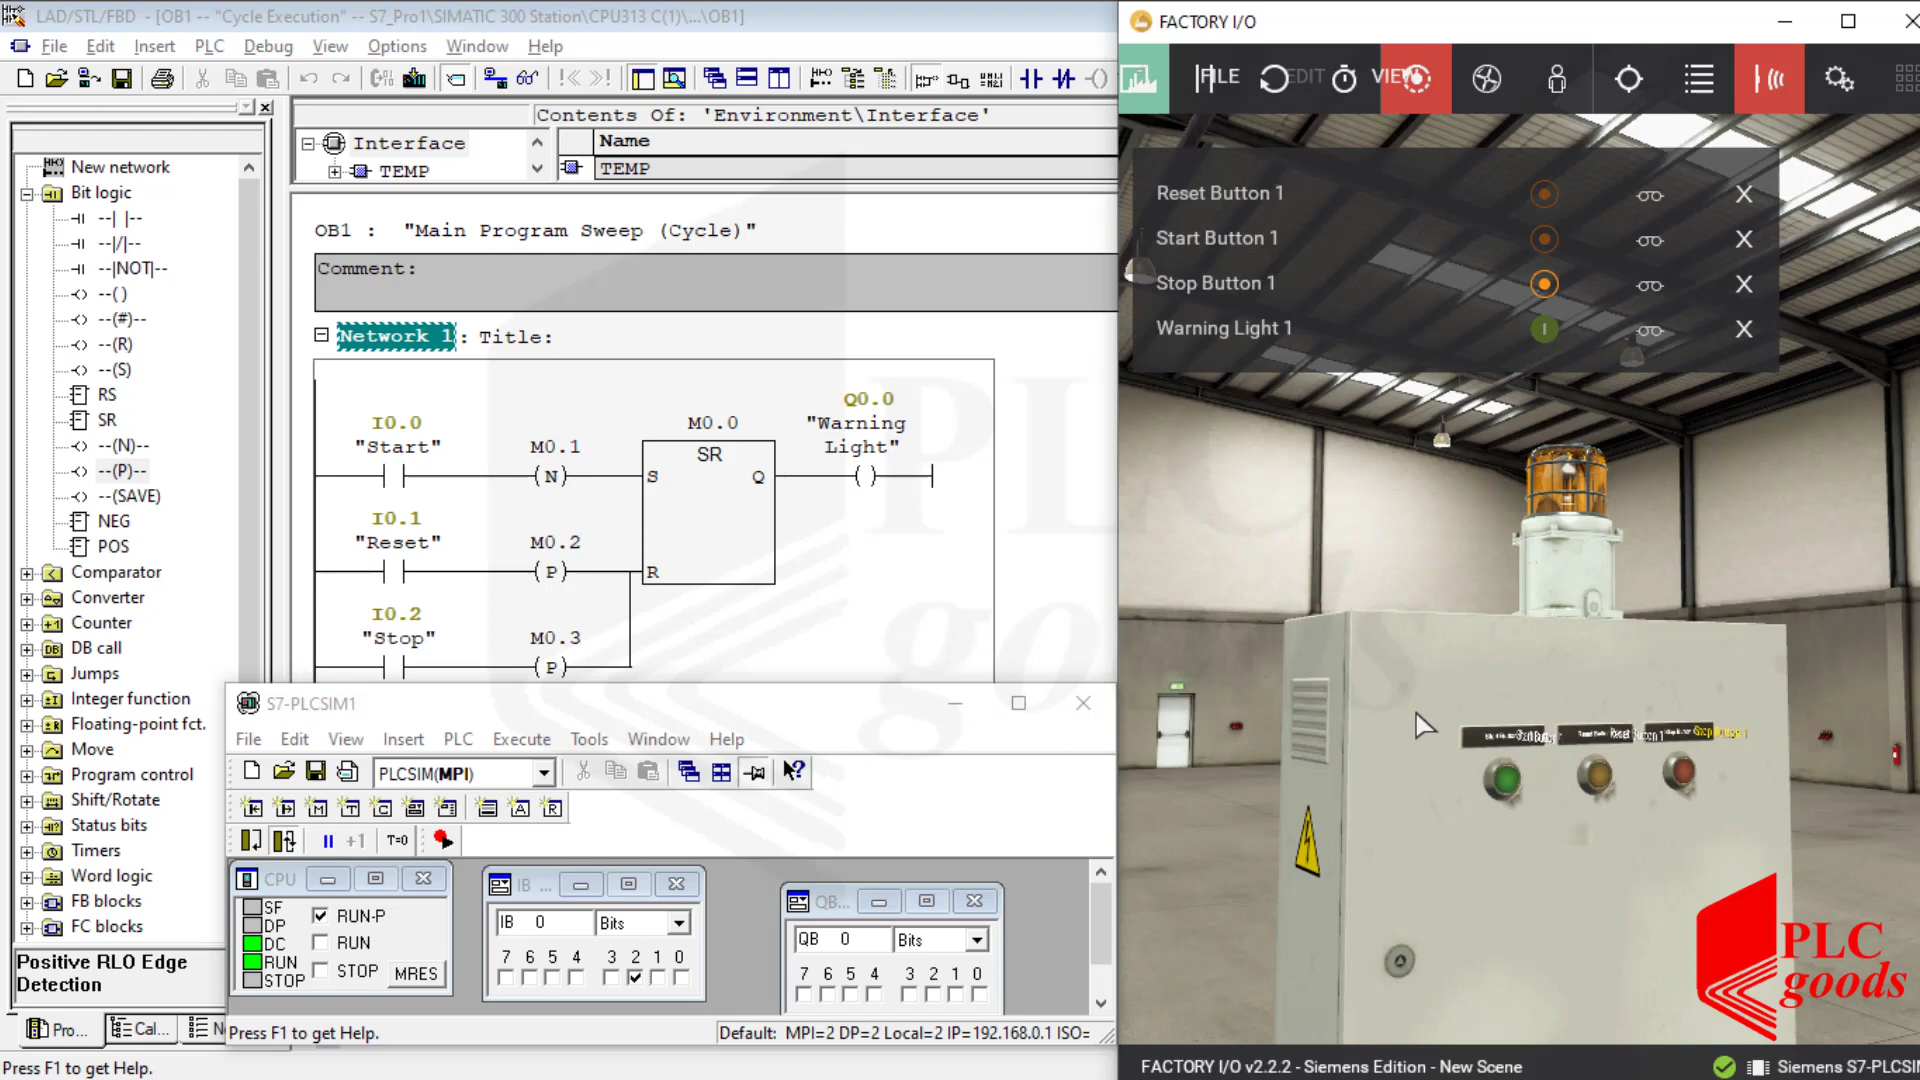 LAD/STL/FBD - [OB1 -- "Cycle Execution" -- S7_Pro1\SIMATIC 300 Station\CPU313 C(1)\...\OB1]
File Edit Insert PLC Debug View Options Window Help
New network
Bit logic
--| |--
--|/|--
--|NOT|--
--( )
--(#)--
--(R)
--(S)
RS
SR
--(N)--
--(P)--
--(SAVE)
NEG
POS
Comparator
Converter
Counter
DB call
Jumps
Integer function
Floating-point fct.
Move
Program control
Shift/Rotate
Status bits
Timers
Word logic
FB blocks
FC blocks
Positive RLO Edge
Detection
Pro... Cal... N
Press F1 to get Help.
Contents Of: 'Environment\Interface'
Interface
TEMP
Name
TEMP
OB1 : "Main Program Sweep (Cycle)"
Comment:
Network 1 : Title:
I0.0
"Start"
M0.1
(N)
M0.0
SR
S Q
Q0.0
"Warning
Light"
( )
I0.1
"Reset"
M0.2
(P)
R
I0.2
"Stop"
M0.3
(P)
S7-PLCSIM1
File Edit View Insert PLC Execute Tools Window Help
PLCSIM(MPI)
+1 T=0
CPU
SF
DP
DC
RUN
STOP
RUN-P
RUN
STOP
MRES
IB ...
IB 0 Bits
7 6 5 4 3 2 1 0
QB...
QB 0 Bits
7 6 5 4 3 2 1 0
Press F1 to get Help.
Default: MPI=2 DP=2 Local=2 IP=192.168.0.1 ISO=
FACTORY I/O
FILE EDIT VIEW
Reset Button 1 X
Start Button 1 X
Stop Button 1 X
Warning Light 1 X
PLC
goods
PLC
goods
FACTORY I/O v2.2.2 - Siemens Edition - New Scene
Siemens S7-PLCSI